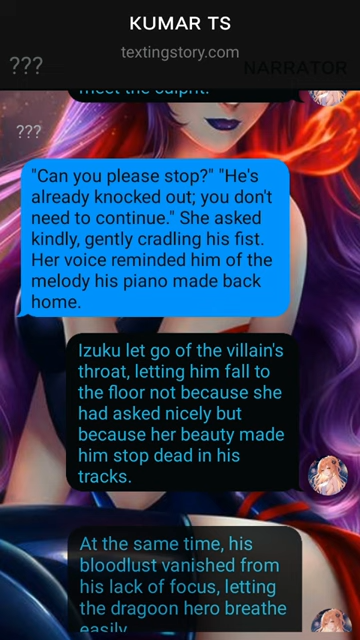 KUMAR TS
textingstory.com
???
NARRATOR
meet the culprit.
???
"Can you please stop?" "He's
already knocked out; you don't
need to continue." She asked
kindly, gently cradling his fist.
Her voice reminded him of the
melody his piano made back
home.
Izuku let go of the villain's
throat, letting him fall to
the floor not because she
had asked nicely but
because her beauty made
him stop dead in his
tracks.
At the same time, his
bloodlust vanished from
his lack of focus, letting
the dragoon hero breathe
easily